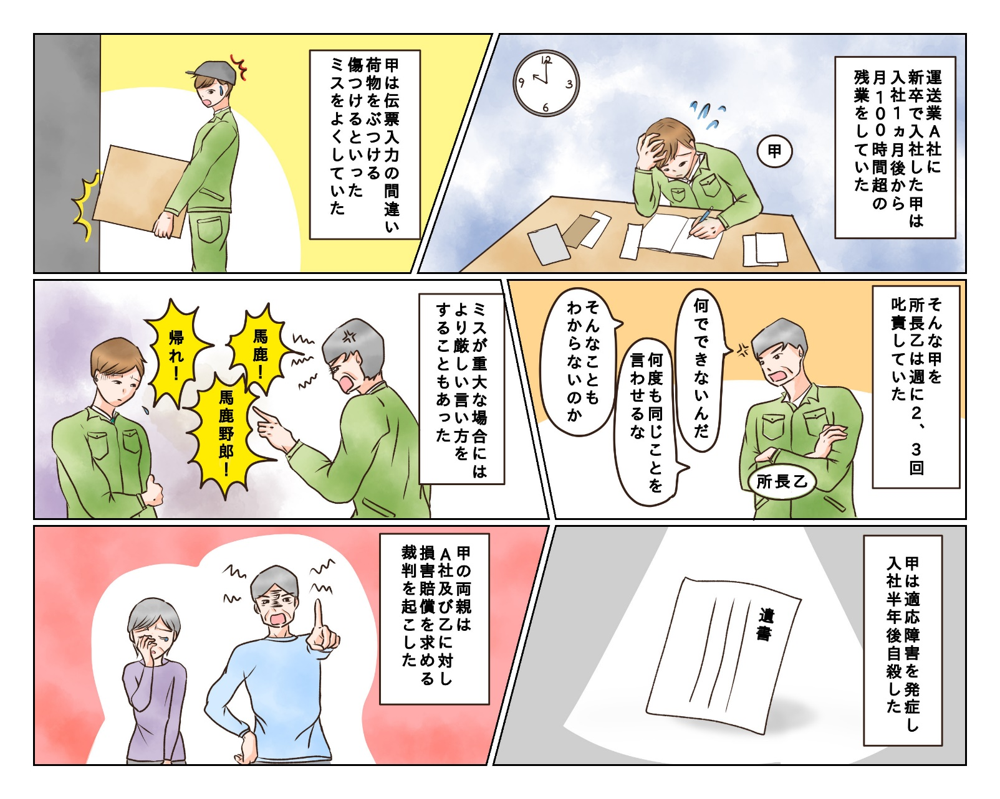 運送業A社に
新卒で入社した甲は
入社1ヵ月後から
月100時間超の
残業をしていた
12
3
6
9
甲
甲は伝票入力の間違い
荷物をぶつける
傷つけるといった
ミスをよくしていた
そんな甲を
所長乙は週に2、3回
叱責していた
何でできないんだ
何度も同じことを
言わせるな
そんなことも
わからないのか
所長乙
ミスが重大な場合には
より厳しい言い方を
することもあった
馬鹿!
馬鹿野郎!
帰れ!
甲は適応障害を発症し
入社半年後自殺した
遺書
甲の両親は
A社及び乙に対し
損害賠償を求める
裁判を起こした